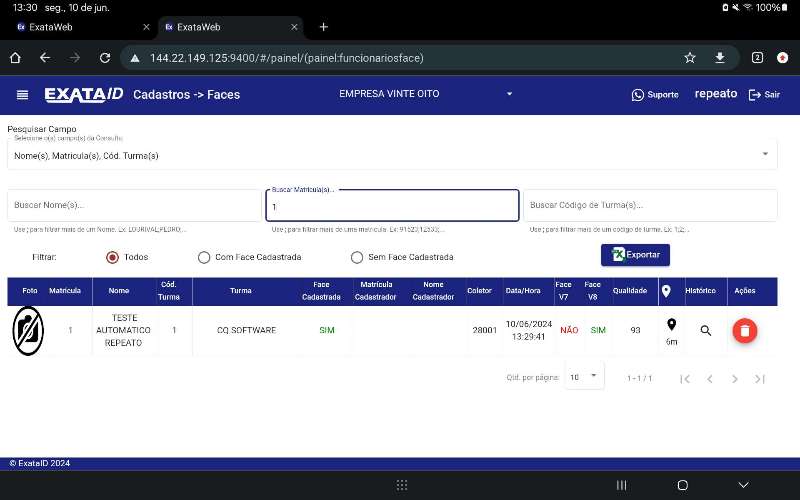 13:30 seg., 10 de jun. 100%
ExataWeb ExataWeb
144.22.149.125:9400/#/painel/(painel:funcionariosface) 2
EXATAID Cadastros -> Faces EMPRESA VINTE OITO Suporte repeato Sair
Pesquisar Campo
Selecione o(s) campo(s) da Consulta
Nome(s), Matricula(s), Cód. Turma(s)
Buscar Matrícula(s)...
Buscar Nome(s)... 1 Buscar Código de Turma(s)...
Use ; para filtrar mais de um Nome. Ex: LOURIVAL;PEDRO;... Use ; para filtrar mais de uma matrícula. Ex: 91623;12533;... Use ; para filtrar mais de um código de turma. Ex: 1;2;...
Filtrar: Todos Com Face Cadastrada Sem Face Cadastrada Exportar
Foto Matrícula Nome Cód. Turma Turma Face Cadastrada Matrícula Cadastrador Nome Cadastrador Coletor Data/Hora Face V7 Face V8 Qualidade Histórico Ações
1 TESTE AUTOMATICO REPEATO 1 CQ.SOFTWARE SIM 28001 10/06/2024 13:29:41 NÃO SIM 93 6m
Qtd. por página: 10 1 - 1 / 1
© ExataID 2024